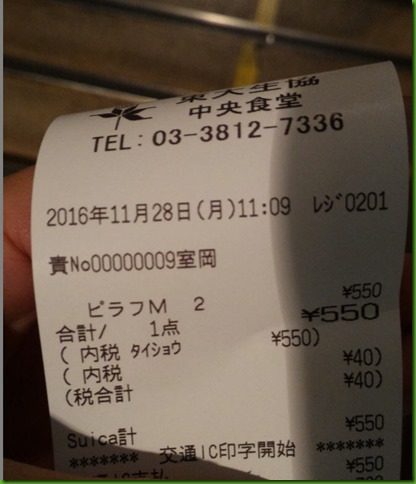 東大生協
中央食堂
TEL: 03-3812-7336
2016年11月28日(月)11:09 ﾚｼﾞ0201
責No00000009室岡
ピラフM 2 ¥550
合計/ 1点 ¥550
( 内税 ﾀｲｼｮｳ ¥550)
( 内税 ¥40)
(税合計 ¥40)
Suica計 ¥550
******* 交通IC印字開始 *******
¥550